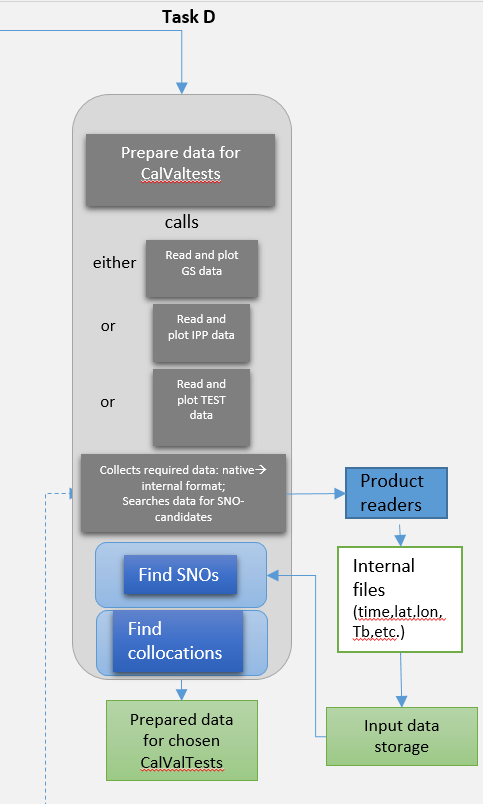 Task D
Prepare data for
CalValtests
calls
either
Read and plot
GS data
or
Read and
plot IPP data
or
Read and
plot TEST
data
Collects required data: native→
internal format;
Searches data for SNO-
candidates
Product
readers
Internal
files
(time,lat.lon,
Tb,etc.)
Find SNOs
Find
collocations
Prepared data
for chosen
CalValTests
Input data
storage